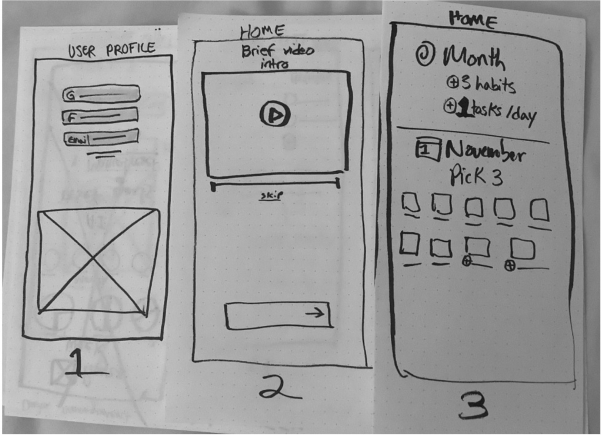 USER PROFILE
G
F
Email
1
HOME
Brief video
intro
skip
2
HOME
Month
3 habits
1 tasks/day
1 November
Pick 3
3